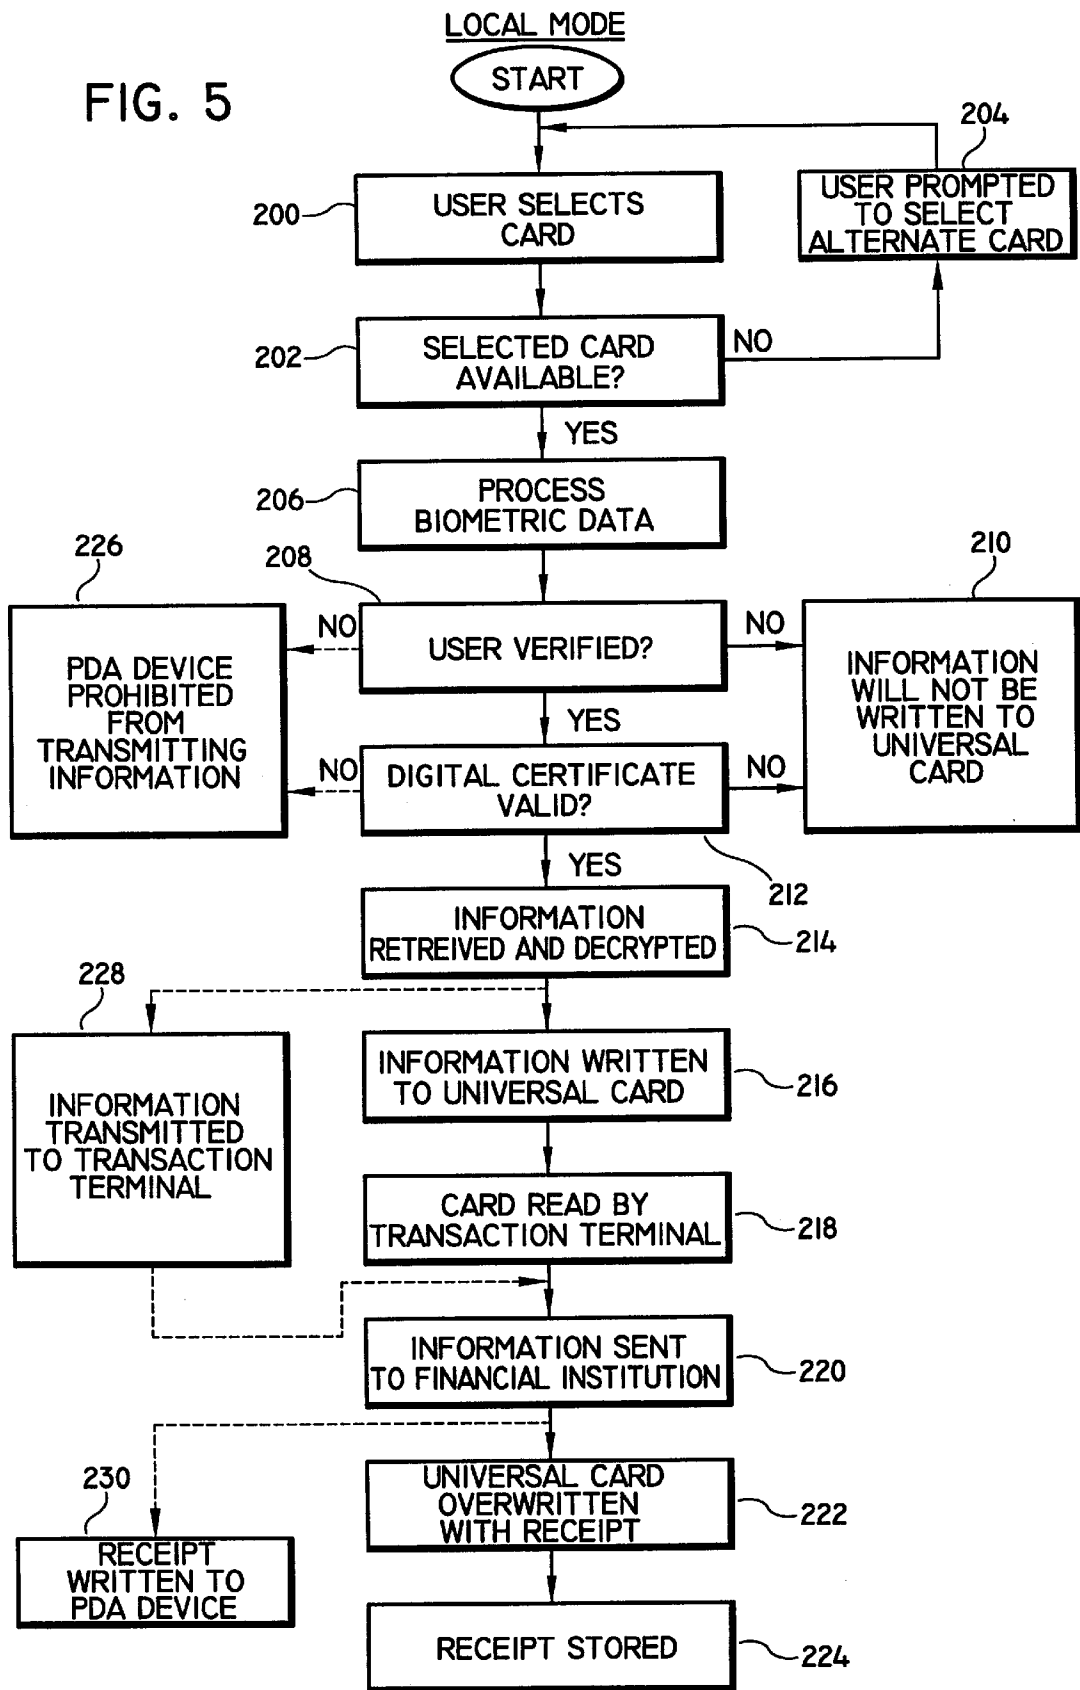 LOCAL MODE
START
FIG. 5
204
USER PROMPTED
TO SELECT
ALTERNATE CARD
200
USER SELECTS
CARD
202
SELECTED CARD
AVAILABLE?
NO
YES
206
PROCESS
BIOMETRIC DATA
226
208
210
PDA DEVICE
PROHIBITED
FROM
TRANSMITTING
INFORMATION
NO
USER VERIFIED?
NO
INFORMATION
WILL NOT BE
WRITTEN TO
UNIVERSAL
CARD
YES
NO
DIGITAL CERTIFICATE
VALID?
NO
YES
212
INFORMATION
RETREIVED AND DECRYPTED
214
228
INFORMATION
TRANSMITTED
TO TRANSACTION
TERMINAL
INFORMATION WRITTEN
TO UNIVERSAL CARD
216
CARD READ BY
TRANSACTION TERMINAL
218
INFORMATION SENT
TO FINANCIAL INSTITUTION
220
230
RECEIPT
WRITTEN TO
PDA DEVICE
UNIVERSAL CARD
OVERWRITTEN
WITH RECEIPT
222
RECEIPT STORED
224